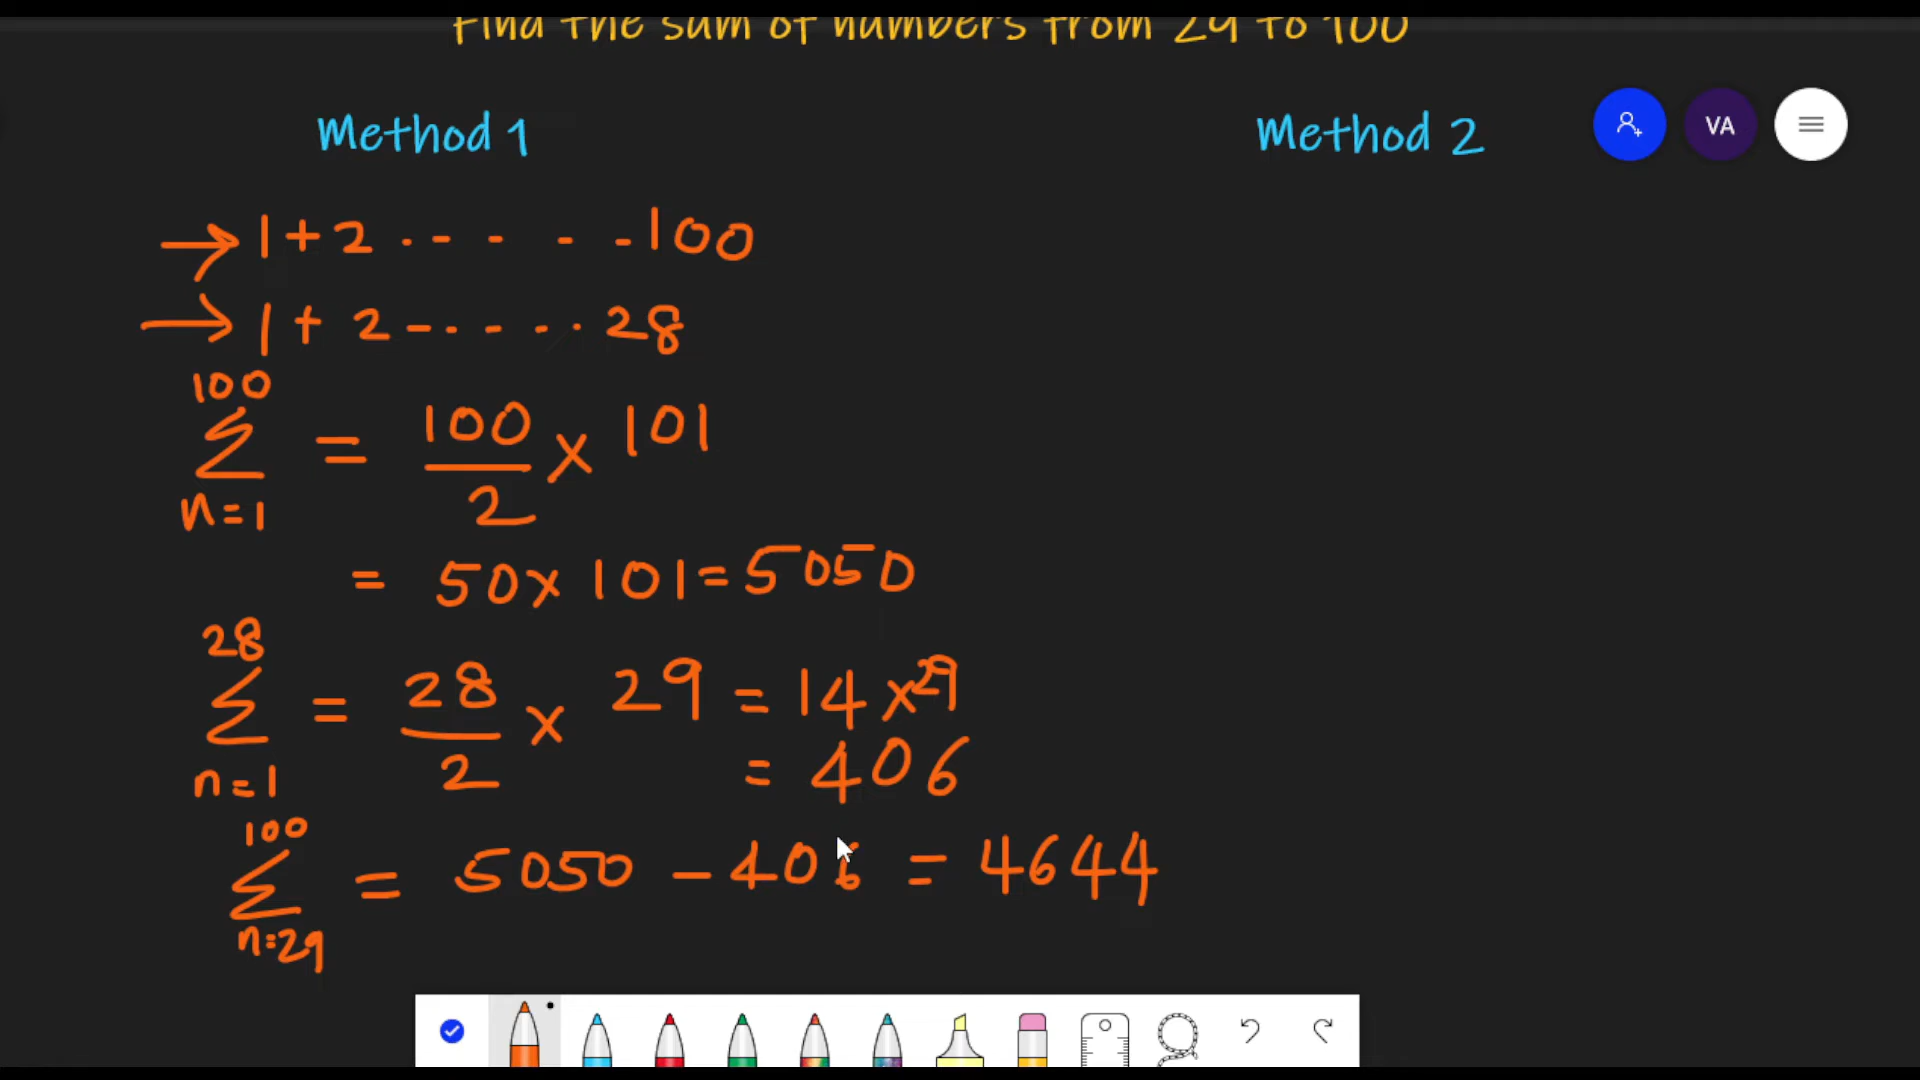 Find the sum of numbers from 29 to 100
Method 1
Method 2
VA
→ 1 + 2 . - - - - - 100
→ 1 + 2 - - . - - . 28
100
∑ = 100/2 × 101
n = 1
= 50 × 101 = 5050
28
∑ = 28/2 × 29 = 14 × 29
n = 1
= 406
100
∑ = 5050 - 406 = 4644
n = 29